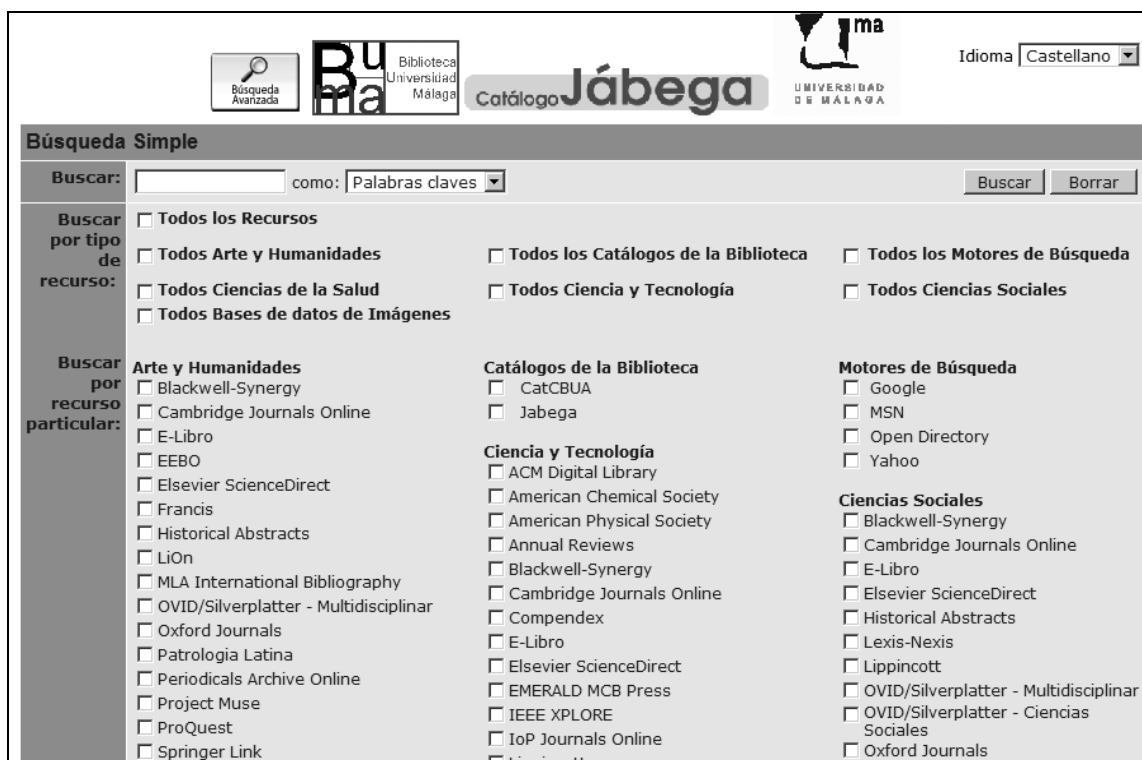 Búsqueda
Avanzada
Bu
ma
Biblioteca
Universidad
Málaga
Catálogo Jábega
uma
UNIVERSIDAD
DE MÁLAGA
Idioma Castellano
Búsqueda Simple
Buscar: como: Palabras claves Buscar Borrar
Buscar por tipo de recurso:
Todos los Recursos
Todos Arte y Humanidades Todos los Catálogos de la Biblioteca Todos los Motores de Búsqueda
Todos Ciencias de la Salud Todos Ciencia y Tecnología Todos Ciencias Sociales
Todos Bases de datos de Imágenes
Buscar por recurso particular:
Arte y Humanidades
Blackwell-Synergy
Cambridge Journals Online
E-Libro
EEBO
Elsevier ScienceDirect
Francis
Historical Abstracts
LiOn
MLA International Bibliography
OVID/Silverplatter - Multidisciplinar
Oxford Journals
Patrologia Latina
Periodicals Archive Online
Project Muse
ProQuest
Springer Link
Catálogos de la Biblioteca
CatCBUA
Jabega
Ciencia y Tecnología
ACM Digital Library
American Chemical Society
American Physical Society
Annual Reviews
Blackwell-Synergy
Cambridge Journals Online
Compendex
E-Libro
Elsevier ScienceDirect
EMERALD MCB Press
IEEE XPLORE
IoP Journals Online
Motores de Búsqueda
Google
MSN
Open Directory
Yahoo
Ciencias Sociales
Blackwell-Synergy
Cambridge Journals Online
E-Libro
Elsevier ScienceDirect
Historical Abstracts
Lexis-Nexis
Lippincott
OVID/Silverplatter - Multidisciplinar
OVID/Silverplatter - Ciencias
Sociales
Oxford Journals